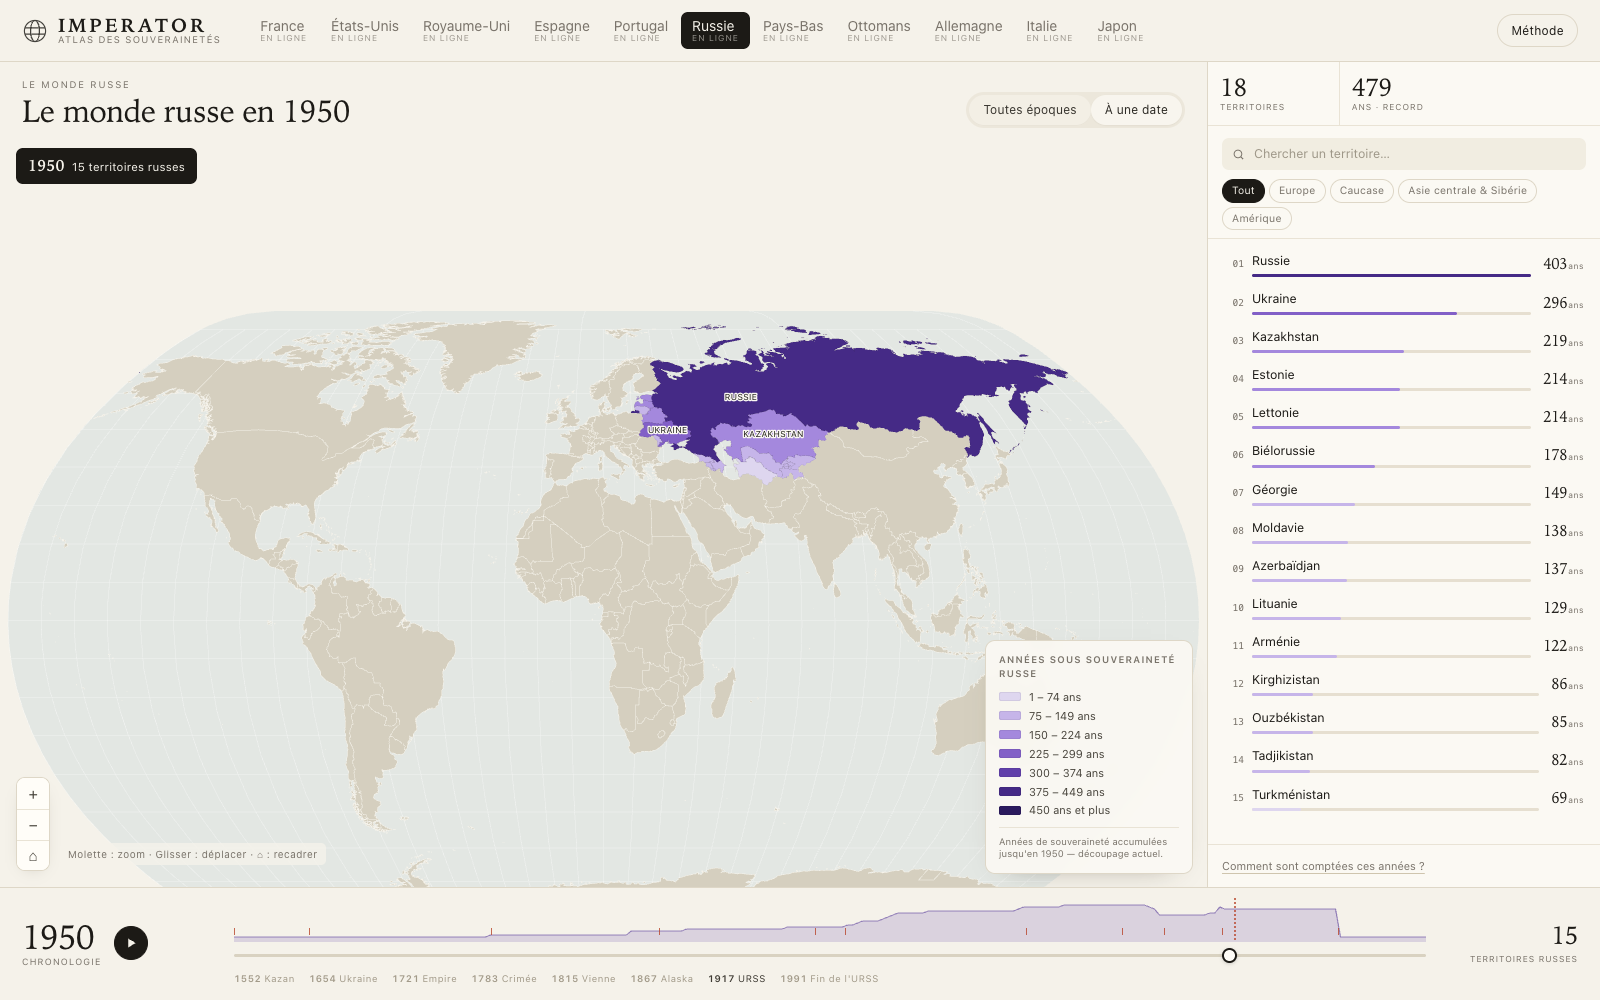 IMPERATOR
ATLAS DES SOUVERAINETÉS
France
EN LIGNE
États-Unis
EN LIGNE
Royaume-Uni
EN LIGNE
Espagne
EN LIGNE
Portugal
EN LIGNE
Russie
EN LIGNE
Pays-Bas
EN LIGNE
Ottomans
EN LIGNE
Allemagne
EN LIGNE
Italie
EN LIGNE
Japon
EN LIGNE
Méthode
LE MONDE RUSSE
Le monde russe en 1950
Toutes époques
À une date
1950 15 territoires russes
RUSSIE
UKRAINE
KAZAKHSTAN
ANNÉES SOUS SOUVERAINETÉ
RUSSE
1 – 74 ans
75 – 149 ans
150 – 224 ans
225 – 299 ans
300 – 374 ans
375 – 449 ans
450 ans et plus
Années de souveraineté accumulées
jusqu'en 1950 — découpage actuel.
+
−
⌂
Molette : zoom · Glisser : déplacer · ⌂ : recadrer
18
TERRITOIRES
479
ANS · RECORD
Chercher un territoire…
Tout
Europe
Caucase
Asie centrale & Sibérie
Amérique
01 Russie 403 ans
02 Ukraine 296 ans
03 Kazakhstan 219 ans
04 Estonie 214 ans
05 Lettonie 214 ans
06 Biélorussie 178 ans
07 Géorgie 149 ans
08 Moldavie 138 ans
09 Azerbaïdjan 137 ans
10 Lituanie 129 ans
11 Arménie 122 ans
12 Kirghizistan 86 ans
13 Ouzbékistan 85 ans
14 Tadjikistan 82 ans
15 Turkménistan 69 ans
Comment sont comptées ces années ?
1950
CHRONOLOGIE
1552 Kazan
1654 Ukraine
1721 Empire
1783 Crimée
1815 Vienne
1867 Alaska
1917 URSS
1991 Fin de l'URSS
15
TERRITOIRES RUSSES